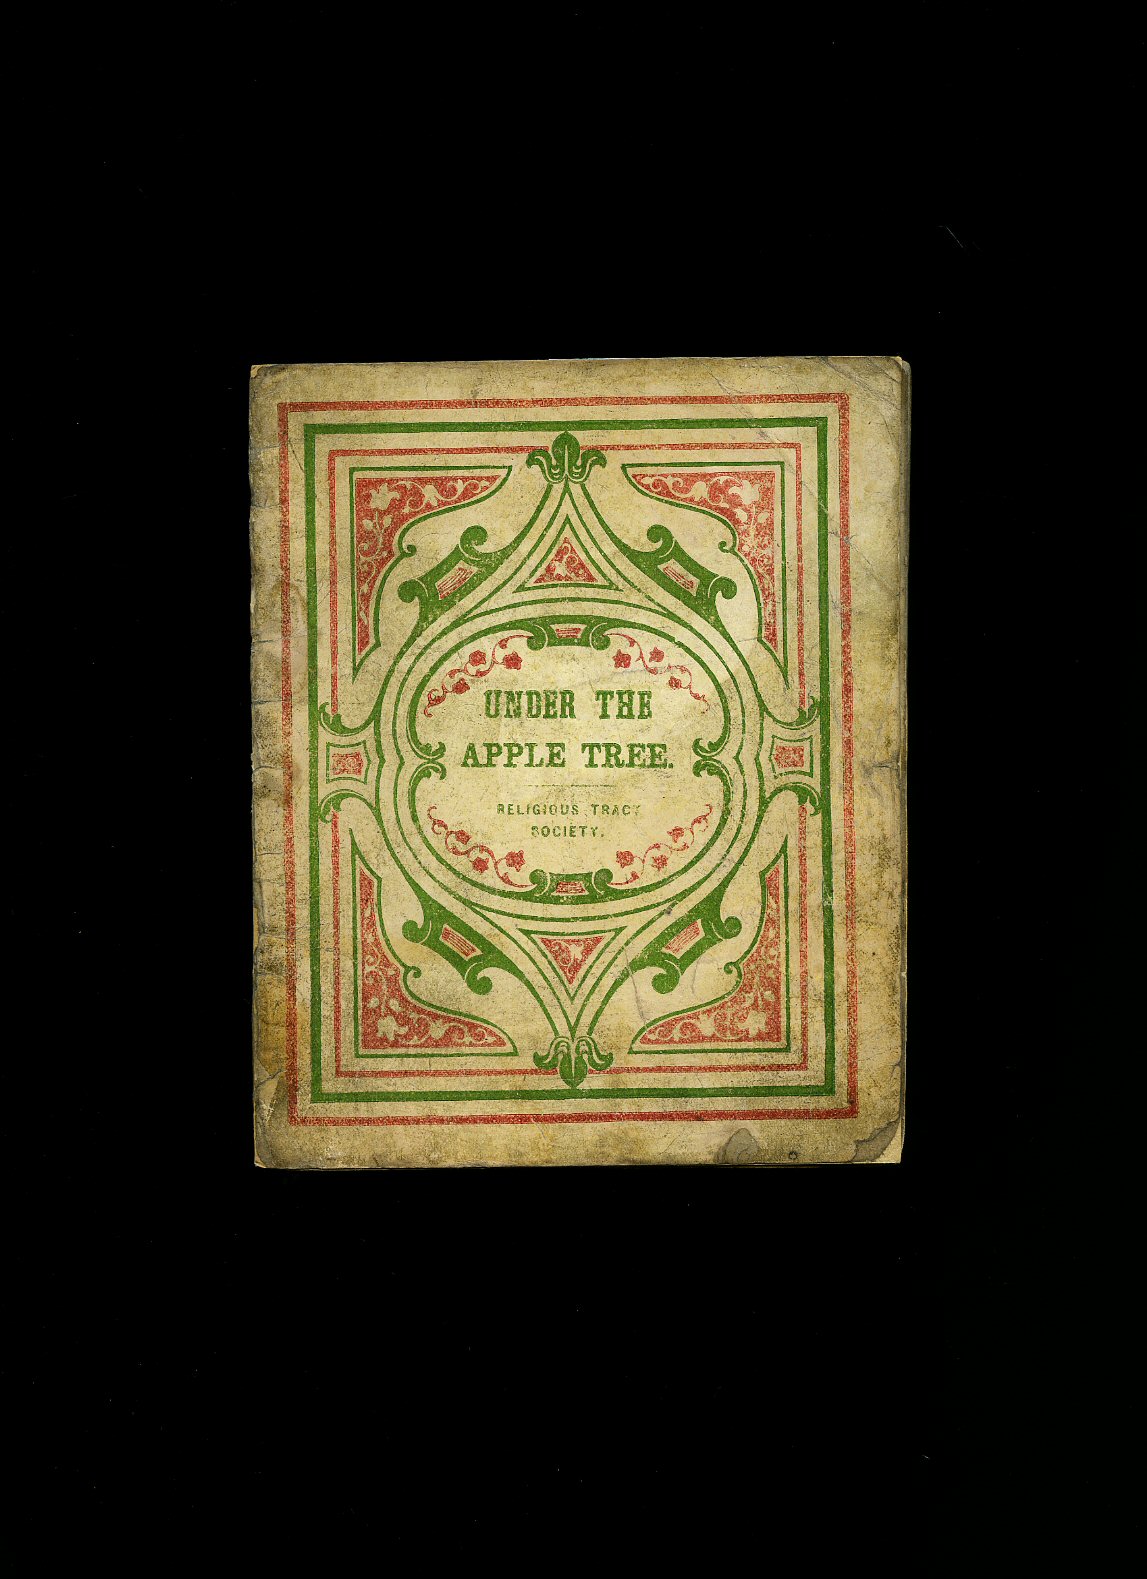 UNDER THE
APPLE TREE.
RELIGIOUS TRACT
SOCIETY.